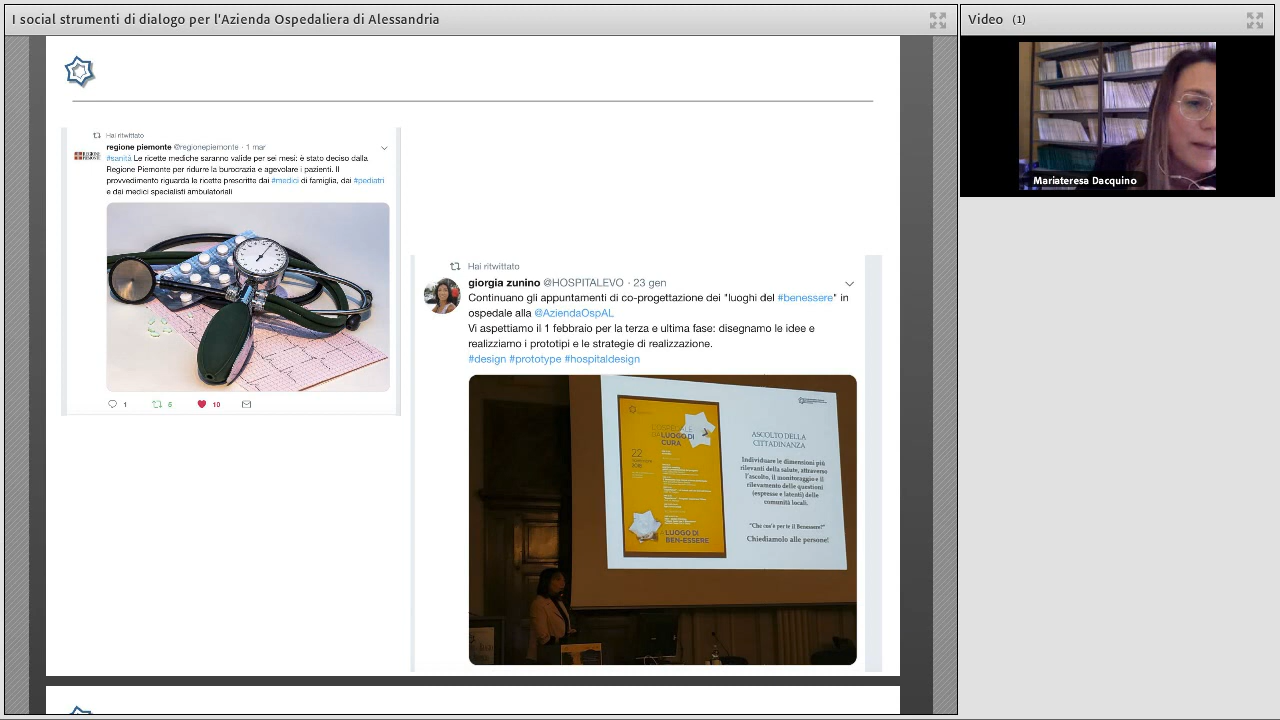 I social strumenti di dialogo per l'Azienda Ospedaliera di Alessandria
Video (1)
Mariateresa Dacquino
Hai ritwittato
regione piemonte @regionepiemonte · 1 mar
REGIONE
PIEMONTE
#sanità Le ricette mediche saranno valide per sei mesi: è stato deciso dalla
Regione Piemonte per ridurre la burocrazia e agevolare i pazienti. Il
provvedimento riguarda le ricette prescritte dai #medici di famiglia, dai #pediatri
e dai medici specialisti ambulatoriali
1 5 10
Hai ritwittato
giorgia zunino @HOSPITALEVO · 23 gen
Continuano gli appuntamenti di co-progettazione dei "luoghi del #benessere" in
ospedale alla @AziendaOspAL
Vi aspettiamo il 1 febbraio per la terza e ultima fase: disegnamo le idee e
realizziamo i prototipi e le strategie di realizzazione.
#design #prototype #hospitaldesign
LUOGO DI
CURA
22
LUOGO DI
BEN-ESSERE
ASCOLTO DELLA
CITTADINANZA
Individuare le dimensioni più
rilevanti della salute, attraverso
l'ascolto, il monitoraggio e il
rilevamento delle questioni
(espresse e latenti) delle
comunità locali.
"Che cos'è per te il Benessere?"
Chiediamolo alle persone!